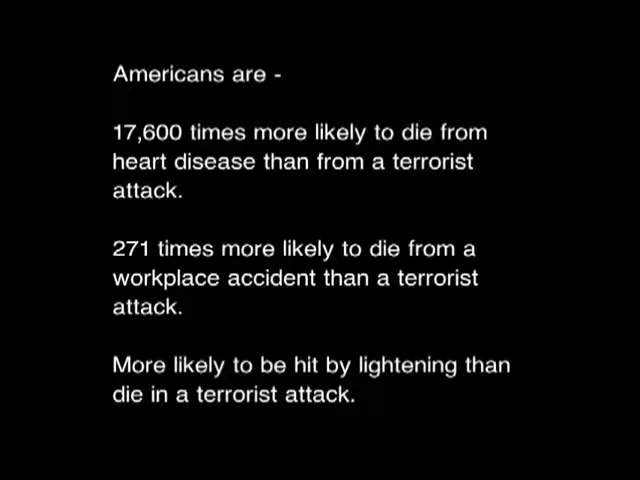 Americans are -
17,600 times more likely to die from
heart disease than from a terrorist
attack.
271 times more likely to die from a
workplace accident than a terrorist
attack.
More likely to be hit by lightening than
die in a terrorist attack.